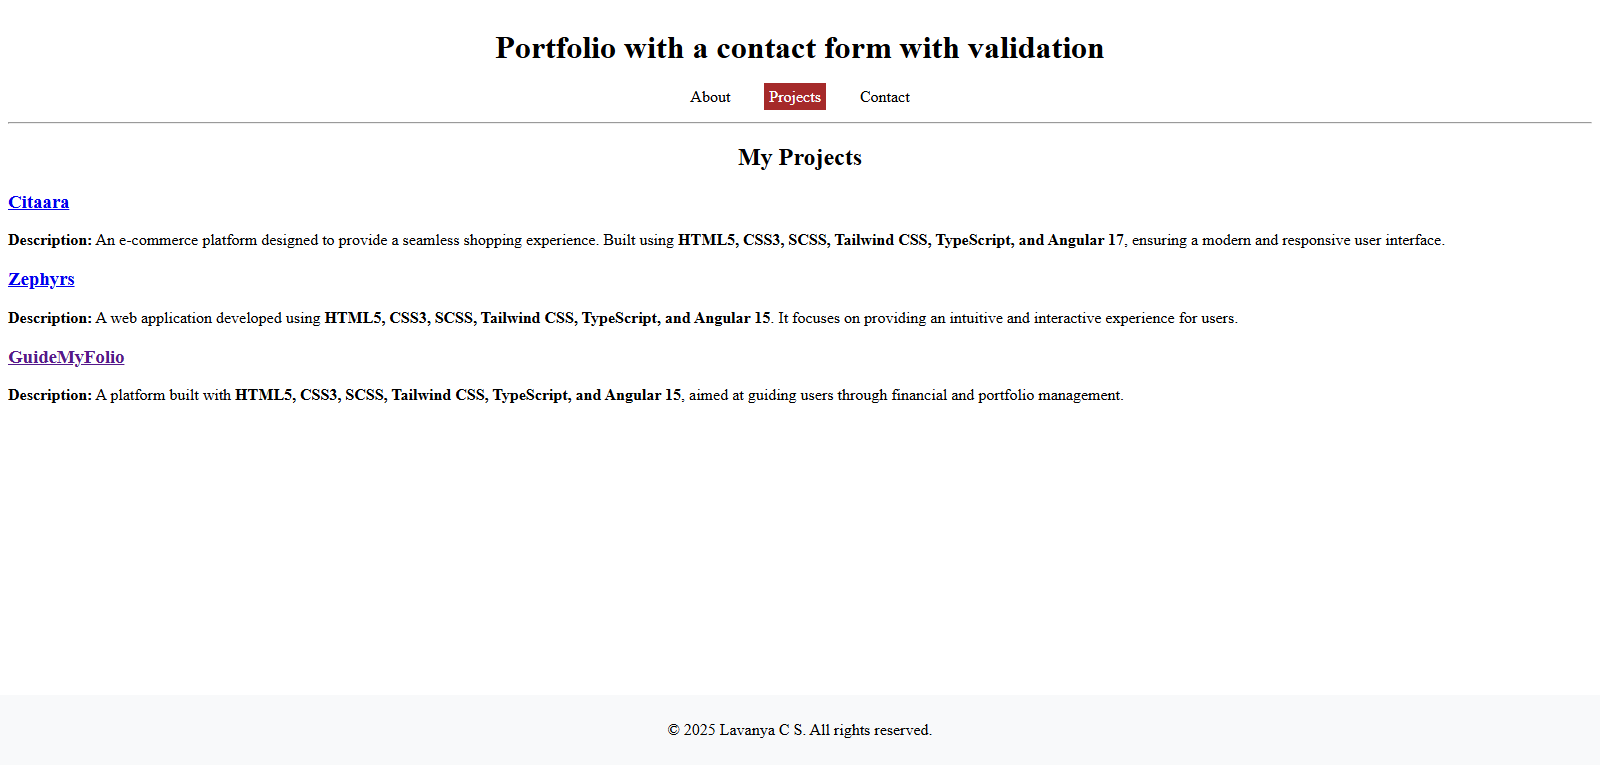 Portfolio with a contact form with validation
About Projects Contact
My Projects
Citaara
Description: An e-commerce platform designed to provide a seamless shopping experience. Built using HTML5, CSS3, SCSS, Tailwind CSS, TypeScript, and Angular 17, ensuring a modern and responsive user interface.
Zephyrs
Description: A web application developed using HTML5, CSS3, SCSS, Tailwind CSS, TypeScript, and Angular 15. It focuses on providing an intuitive and interactive experience for users.
GuideMyFolio
Description: A platform built with HTML5, CSS3, SCSS, Tailwind CSS, TypeScript, and Angular 15, aimed at guiding users through financial and portfolio management.
© 2025 Lavanya C S. All rights reserved.